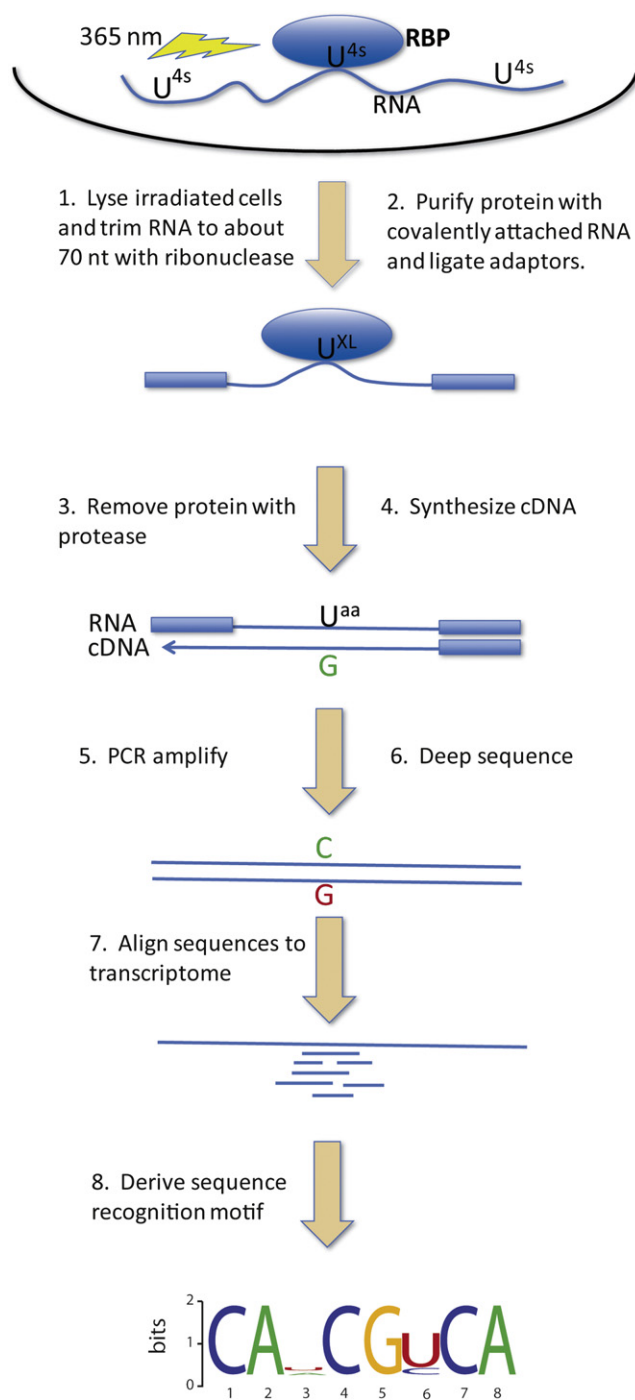 365 nm
RBP
U4s
U4s
U4s
RNA
1. Lyse irradiated cells
and trim RNA to about
70 nt with ribonuclease
2. Purify protein with
covalently attached RNA
and ligate adaptors.
UXL
3. Remove protein with
protease
4. Synthesize cDNA
RNA
Uaa
cDNA
G
5. PCR amplify
6. Deep sequence
C
G
7. Align sequences to
transcriptome
8. Derive sequence
recognition motif
bits
2
1
0
CA CGUCA
1 2 3 4 5 6 7 8